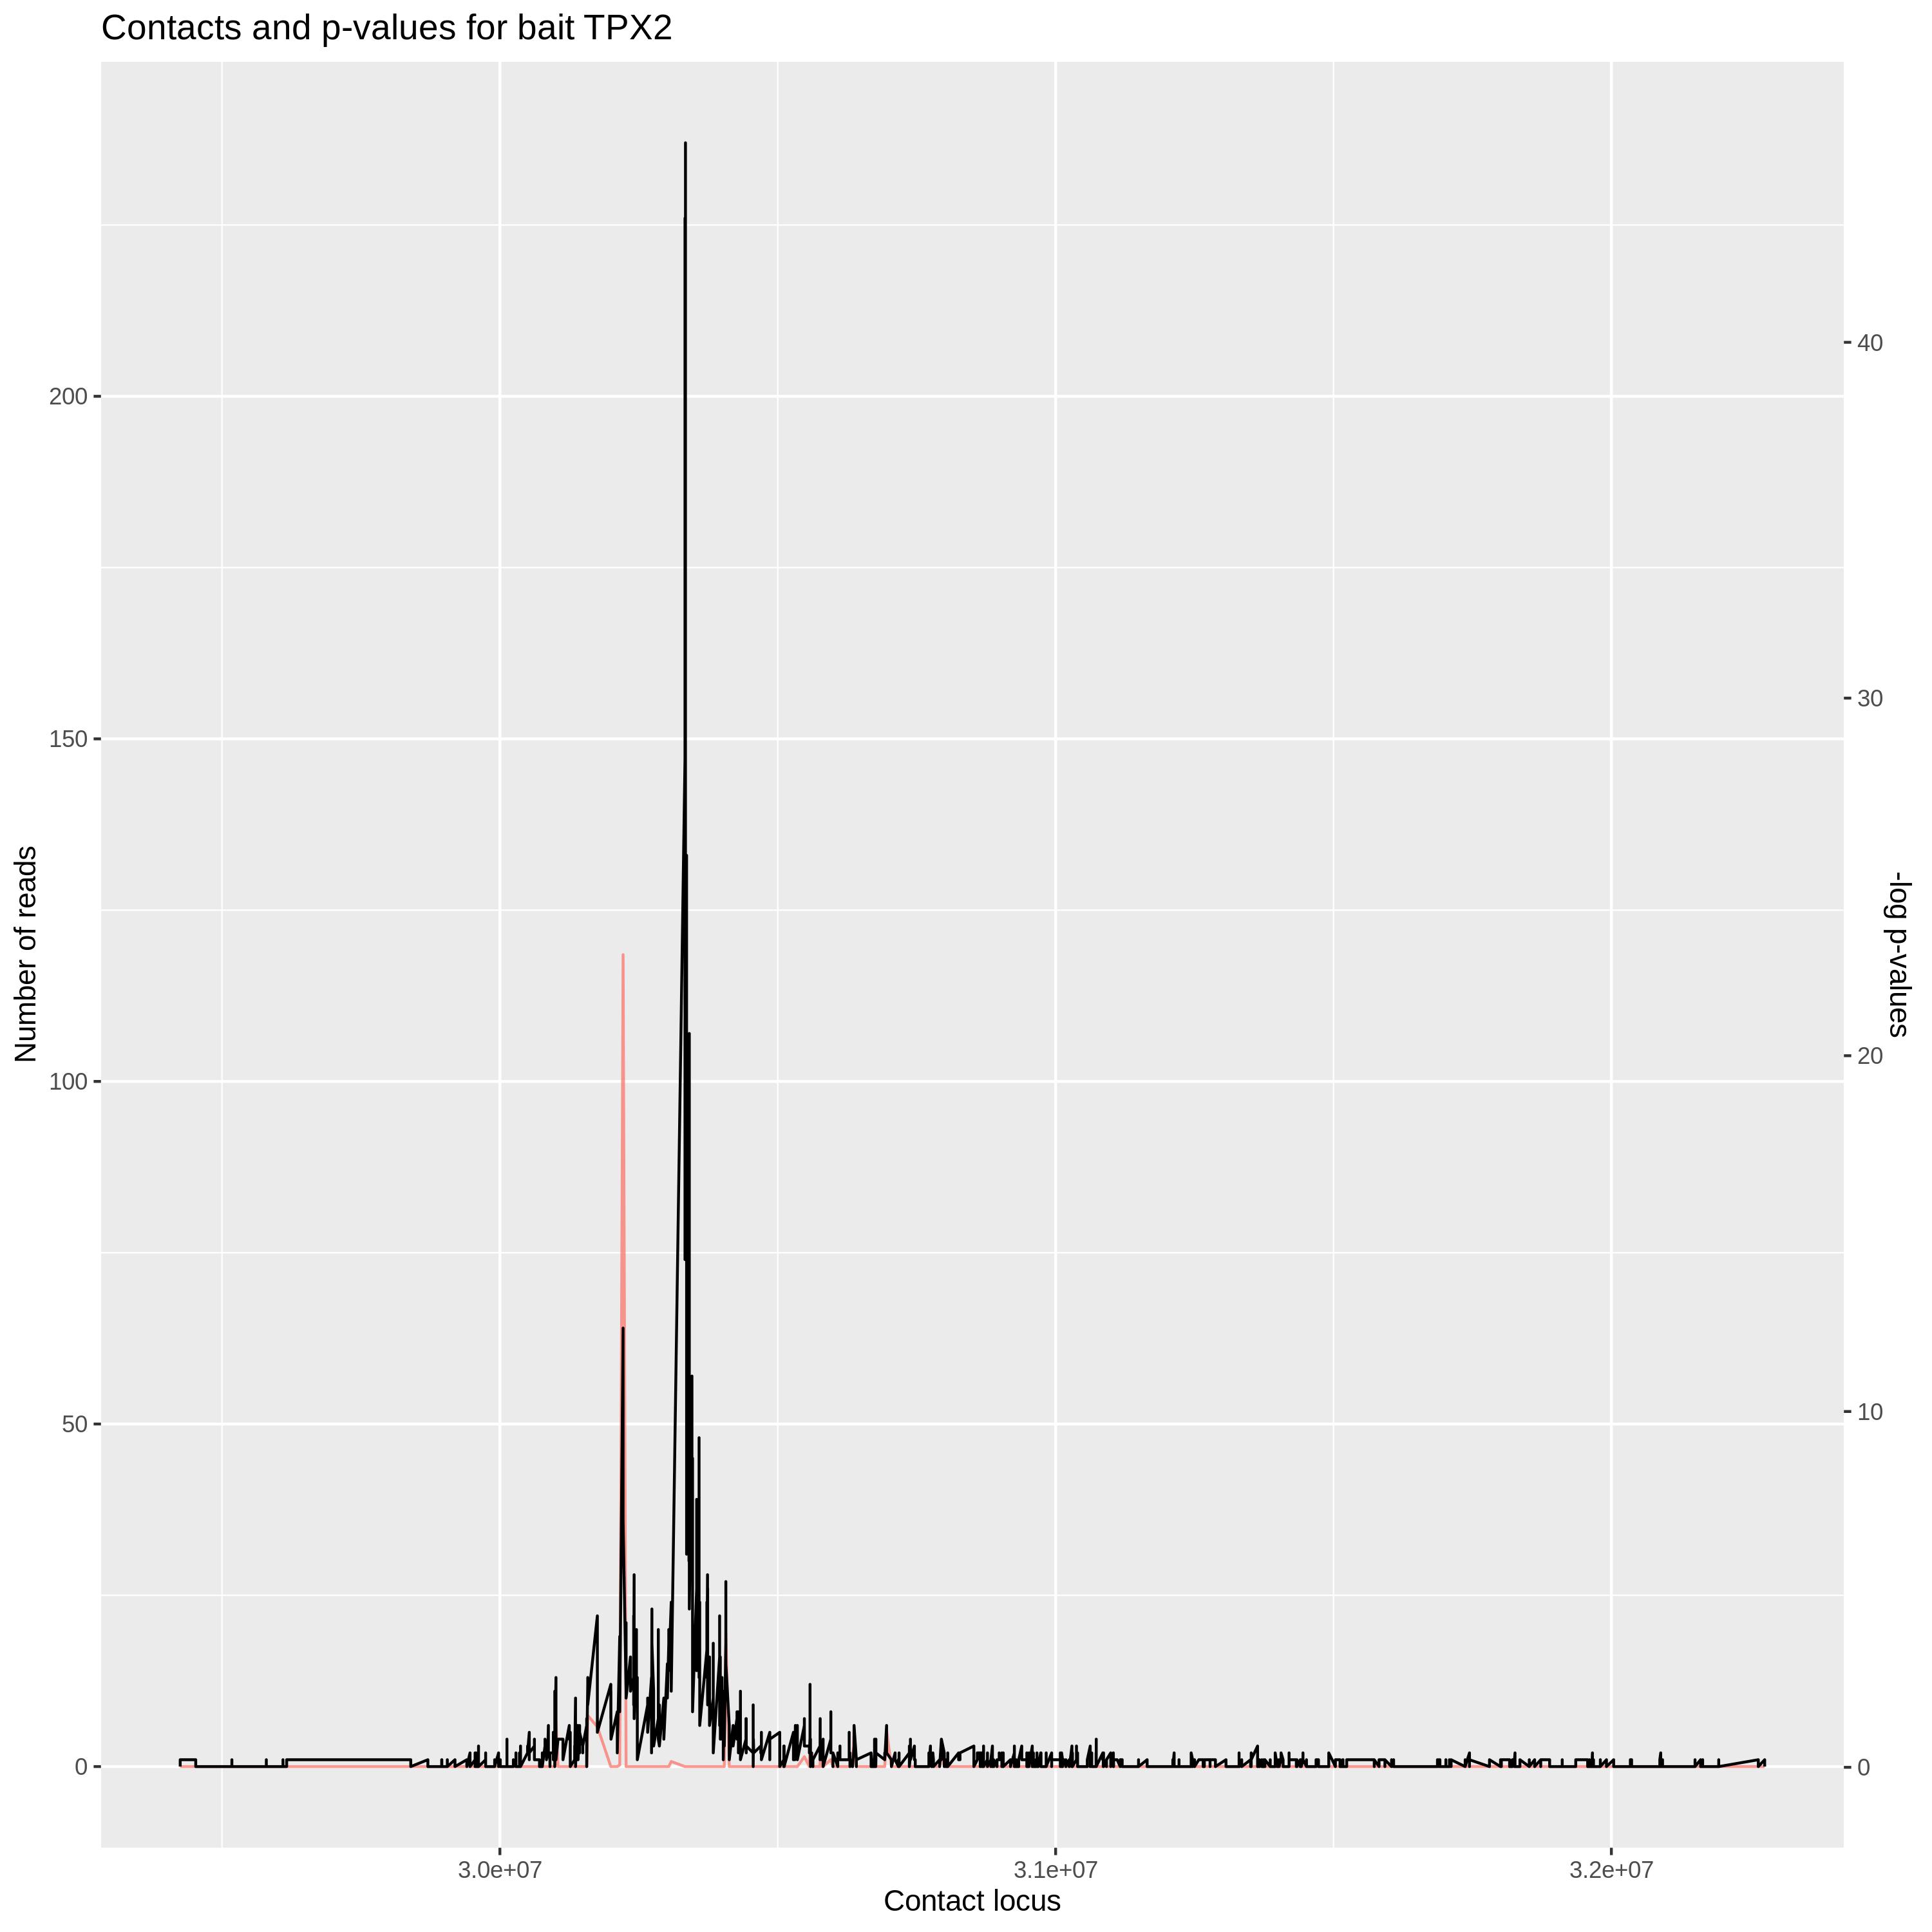 Contacts and p-values for bait TPX2
Number of reads
200
150
100
50
0
40
30
20
10
0
-log p-values
3.0e+07
3.1e+07
3.2e+07
Contact locus